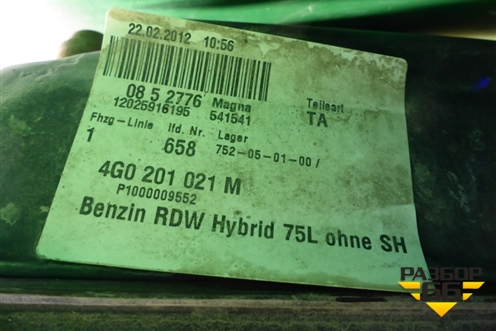 22.02.2012 10:56
08 5 2776 Magna Teileart
12025916195 541541 TA
Fhzg-Linie lfd. Nr. Lager
1 658 752-05-01-00/
4G0 201 021 M
P1000009552
Benzin RDW Hybrid 75L ohne SH
РАЗБОР
66